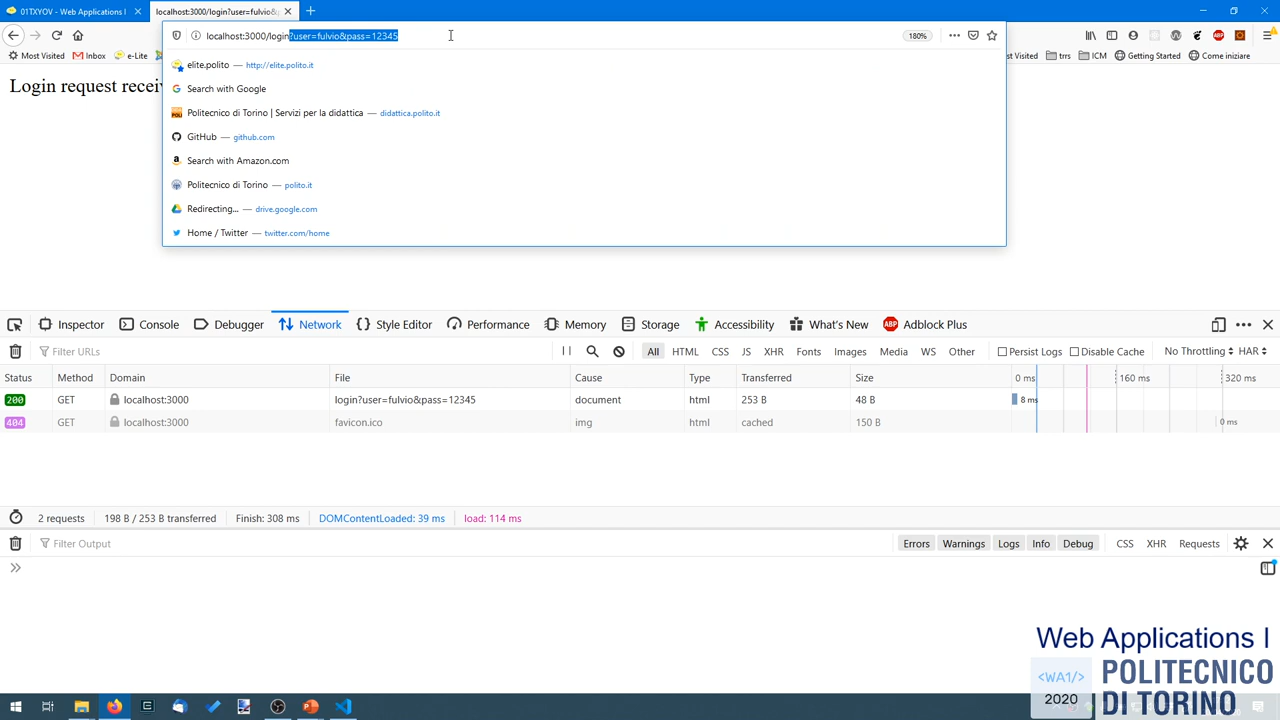 01TXYOV - Web Applications I
localhost:3000/login?user=fulvio&
localhost:3000/login?user=fulvio&pass=12345
180%
Most Visited
Inbox
e-Lite
st Visited
trrs
ICM
Getting Started
Come iniziare
elite.polito — http://elite.polito.it
Search with Google
Politecnico di Torino | Servizi per la didattica — didattica.polito.it
GitHub — github.com
Search with Amazon.com
Politecnico di Torino — polito.it
Redirecting... — drive.google.com
Home / Twitter — twitter.com/home
Login request recei
Inspector
Console
Debugger
Network
Style Editor
Performance
Memory
Storage
Accessibility
What's New
ABP
Adblock Plus
Filter URLs
All
HTML
CSS
JS
XHR
Fonts
Images
Media
WS
Other
Persist Logs
Disable Cache
No Throttling
HAR
Status Method Domain File Cause Type Transferred Size 0 ms 160 ms 320 ms
200 GET localhost:3000 login?user=fulvio&pass=12345 document html 253 B 48 B 8 ms
404 GET localhost:3000 favicon.ico img html cached 150 B 0 ms
2 requests
198 B / 253 B transferred
Finish: 308 ms
DOMContentLoaded: 39 ms
load: 114 ms
Filter Output
Errors
Warnings
Logs
Info
Debug
CSS
XHR
Requests
Web Applications I
<WA1/>
2020
POLITECNICO
DI TORINO